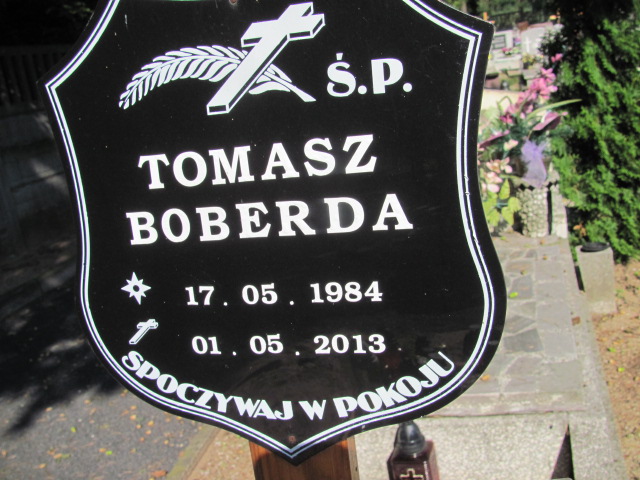 Ś.P.
TOMASZ
BOBERDA
17.05.1984
01.05.2013
SPOCZYWAJ W POKOJU